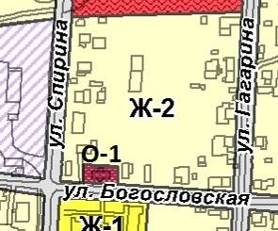 ул. Спирина
ул. Гагарина
Ж-2
О-1
ул. Богословская
Ж-1